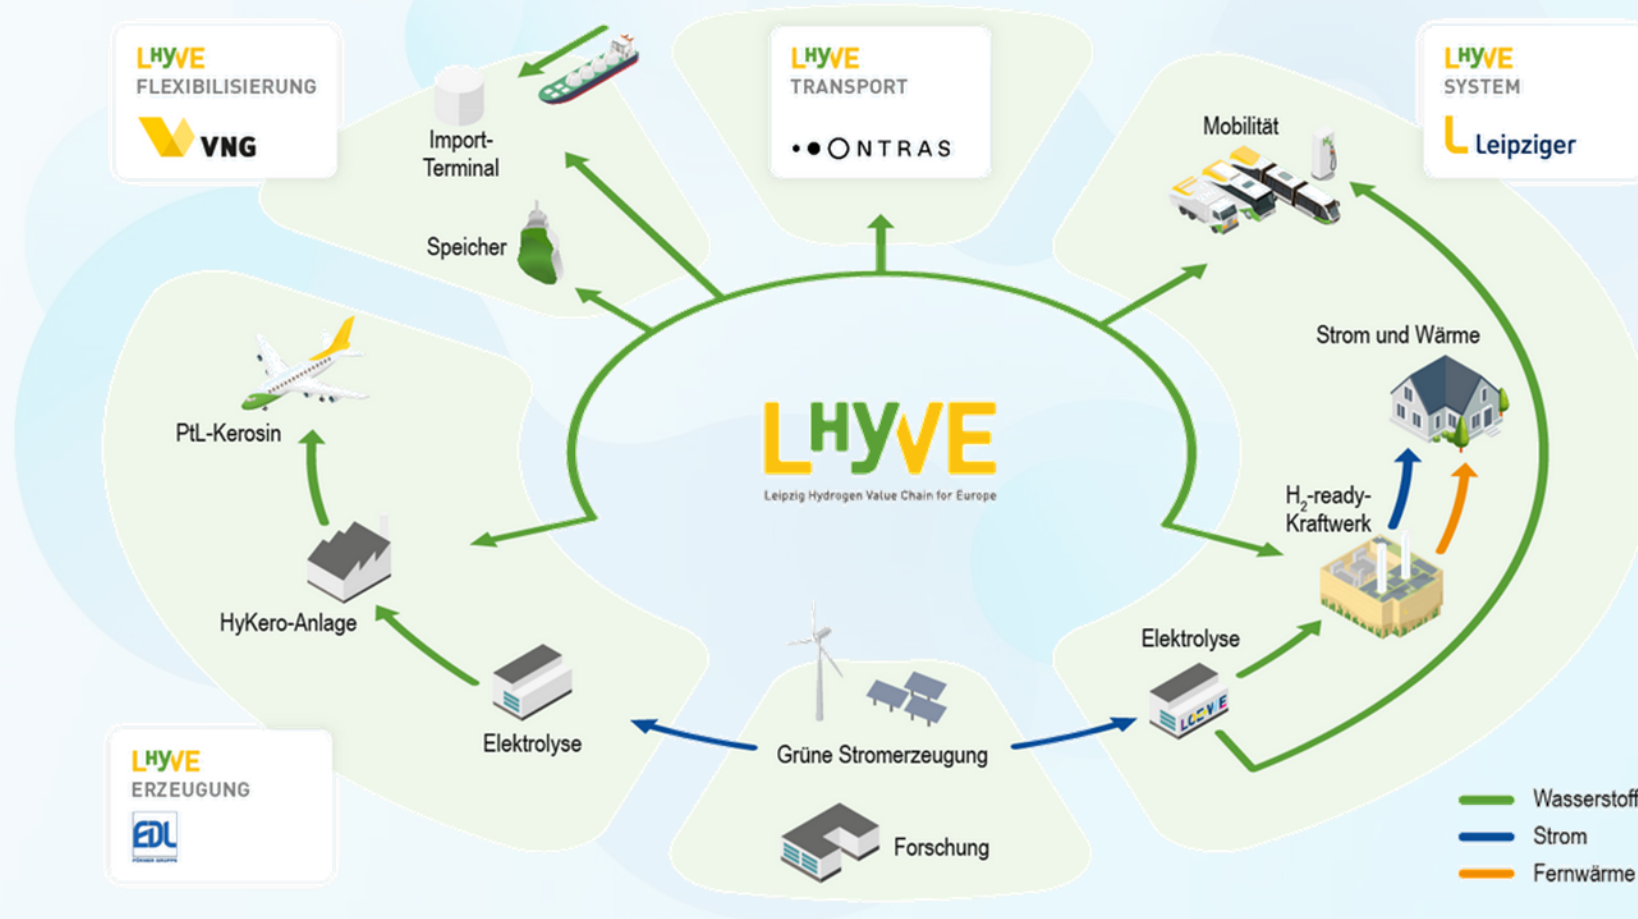 LHyVE
FLEXIBILISIERUNG
VNG
Import-
Terminal
Speicher
LHyVE
TRANSPORT
ONTRAS
LHyVE
SYSTEM
Leipziger
Mobilität
H₂
Strom und Wärme
PtL-Kerosin
LHyVE
Leipzig Hydrogen Value Chain for Europe
H₂-ready-
Kraftwerk
HyKero-Anlage
Elektrolyse
Elektrolyse
Grüne Stromerzeugung
LHyVE
ERZEUGUNG
EDL
Forschung
Wasserstoff
Strom
Fernwärme